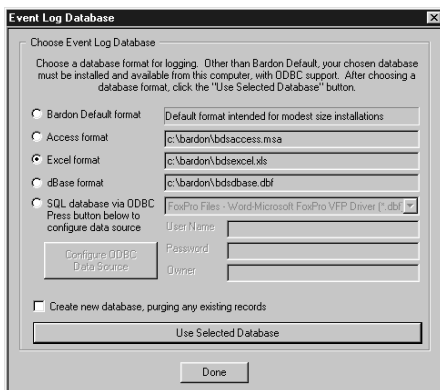 Event Log Database
Choose Event Log Database
Choose a database format for logging. Other than Bardon Default, your chosen database
must be installed and available from this computer, with ODBC support. After choosing a
database format, click the "Use Selected Database" button.
Bardon Default format
Default format intended for modest size installations
Access format
c:\bardon\bdsaccess.msa
Excel format
c:\bardon\bdsexcel.xls
dBase format
c:\bardon\bdsdbase.dbf
SQL database via ODBC
FoxPro Files - Word-Microsoft FoxPro VFP Driver (*.dbf
Press button below to
configure data source
User Name
Configure ODBC
Data Source
Password
Owner
Create new database, purging any existing records
Use Selected Database
Done